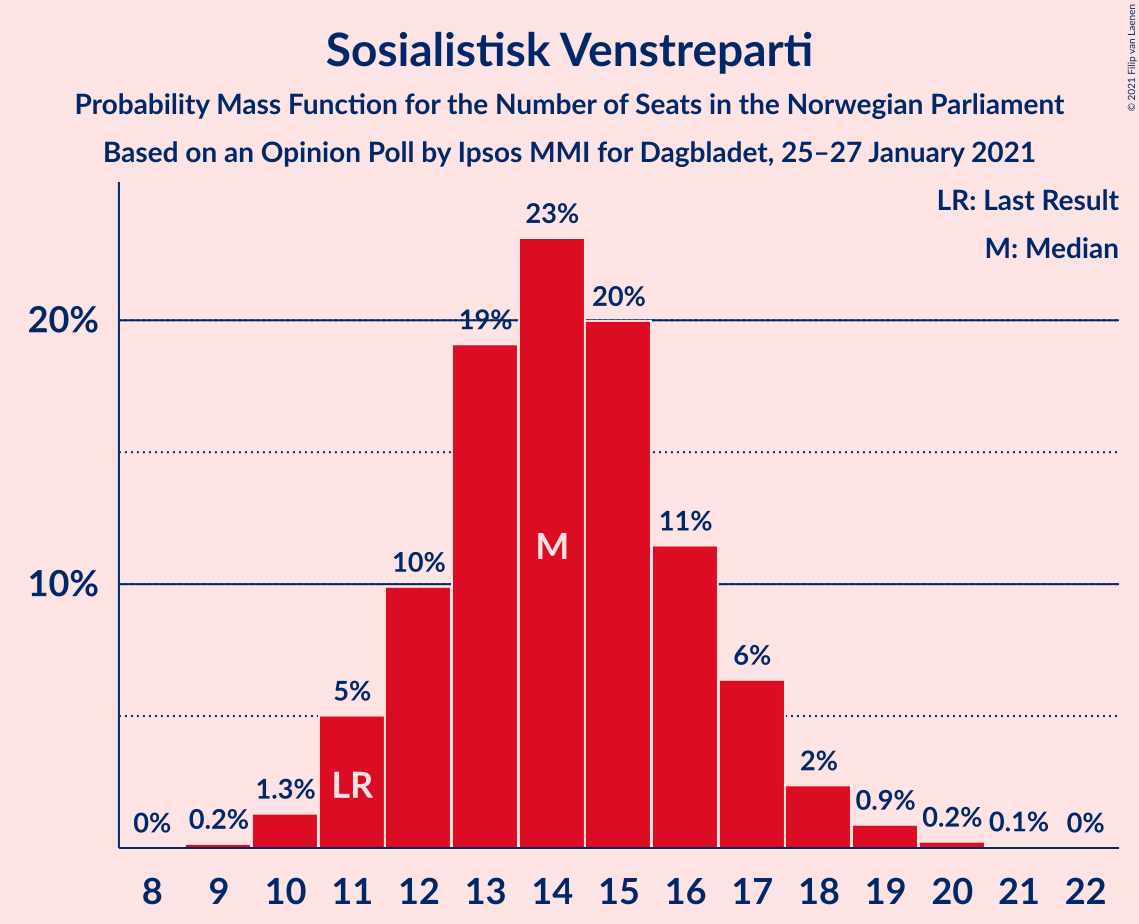 Sosialistisk Venstreparti
Probability Mass Function for the Number of Seats in the Norwegian Parliament
Based on an Opinion Poll by Ipsos MMI for Dagbladet, 25–27 January 2021
© 2021 Filip van Laenen
LR: Last Result
M: Median
23%
20%
19%
20%
11%
M
10%
10%
6%
5%
2%
LR
1.3%
0.9%
0% 0.2% 0.2% 0.1% 0%
8 9 10 11 12 13 14 15 16 17 18 19 20 21 22